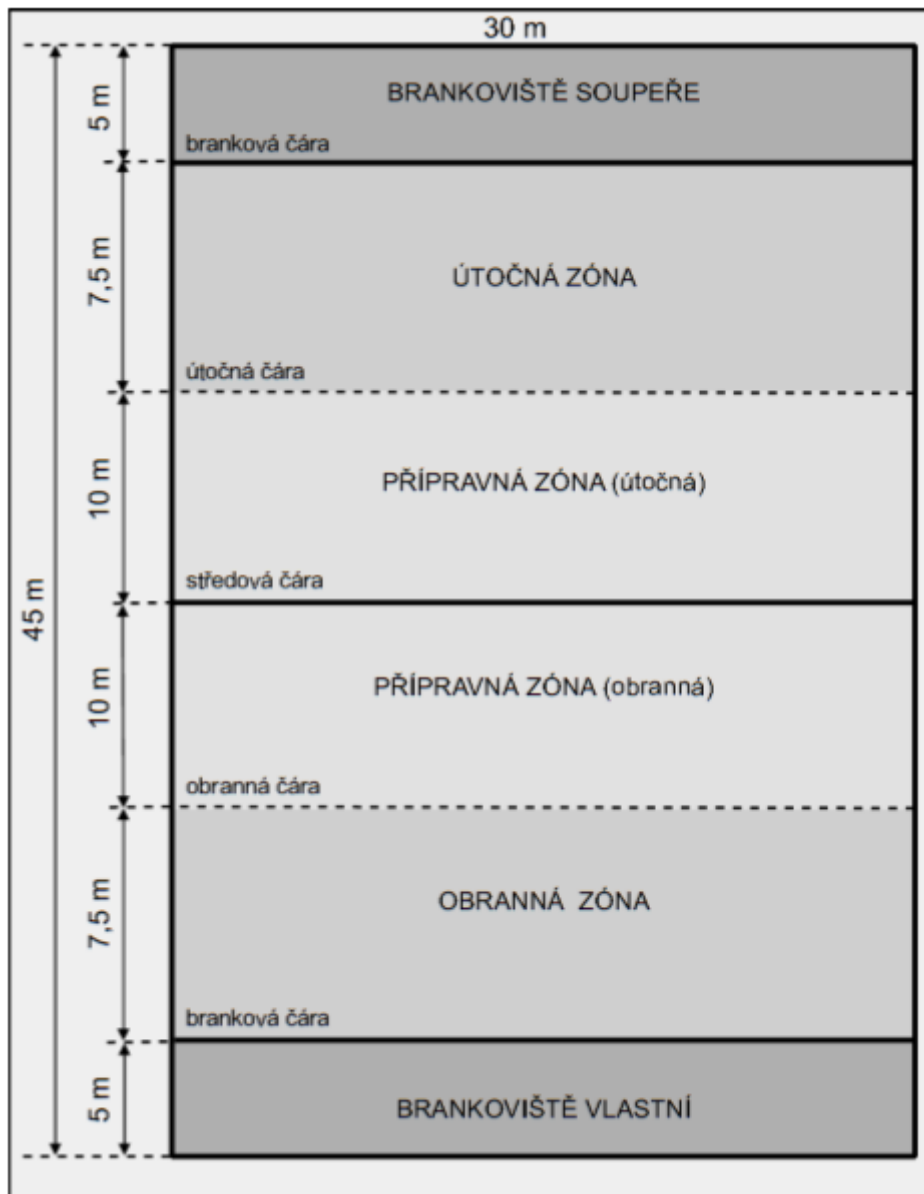 30 m
5 m
BRANKOVIŠTĚ SOUPEŘE
branková čára
7,5 m
ÚTOČNÁ ZÓNA
útočná čára
10 m
PŘÍPRAVNÁ ZÓNA (útočná)
středová čára
45 m
10 m
PŘÍPRAVNÁ ZÓNA (obranná)
obranná čára
7,5 m
OBRANNÁ ZÓNA
branková čára
5 m
BRANKOVIŠTĚ VLASTNÍ